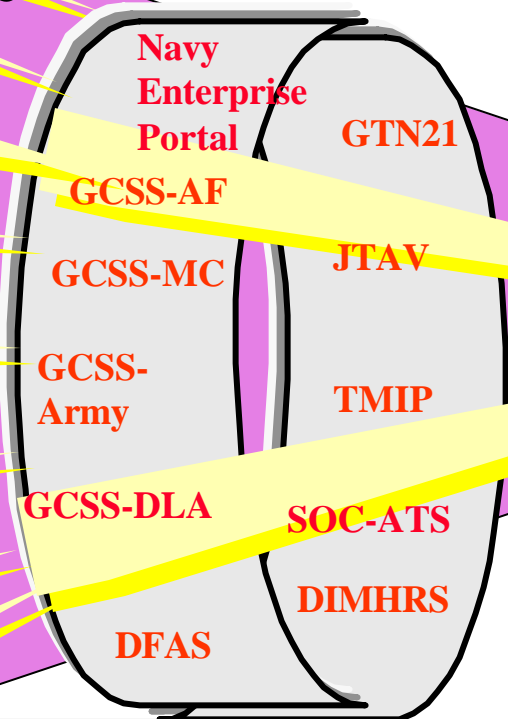 Navy
Enterprise
Portal
GTN21
GCSS-AF
JTAV
GCSS-MC
GCSS-
Army
TMIP
GCSS-DLA
SOC-ATS
DIMHRS
DFAS